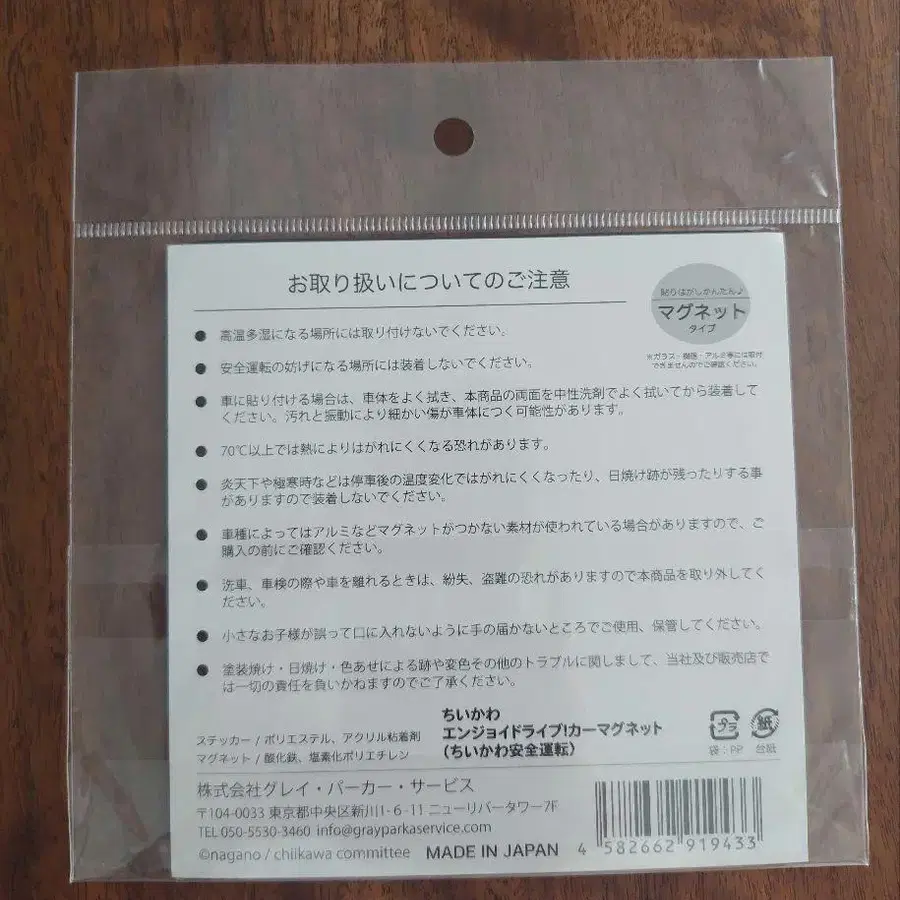 お取り扱いについてのご注意
貼りはがしかんたん♪
マグネット
タイプ
※ガラス・樹脂・アルミ等には取付
できませんのでご確認ください。
● 高温多湿になる場所には取り付けないでください。
● 安全運転の妨げになる場所には装着しないでください。
● 車に貼り付ける場合は、車体をよく拭き、本商品の両面を中性洗剤でよく拭いてから装着して
ください。汚れと振動により細かい傷が車体につく可能性があります。
● 70℃以上では熱によりはがれにくくなる恐れがあります。
● 炎天下や極寒時などは停車後の温度変化ではがれにくくなったり、日焼け跡が残ったりする事
がありますので装着しないでください。
● 車種によってはアルミなどマグネットがつかない素材が使われている場合がありますので、ご
購入の前にご確認ください。
● 洗車、車検の際や車を離れるときは、紛失、盗難の恐れがありますので本商品を取り外してく
ださい。
● 小さなお子様が誤って口に入れないように手の届かないところでご使用、保管してください。
● 塗装焼け・日焼け・色あせによる跡や変色その他のトラブルに関しまして、当社及び販売店で
は一切の責任を負いかねますのでご了承ください。
ステッカー / ポリエステル、アクリル粘着剤
マグネット / 酸化鉄、塩素化ポリエチレン
ちいかわ
エンジョイドライブ!カーマグネット
（ちいかわ安全運転）
プラ
袋：PP
紙
台紙
株式会社グレイ・パーカー・サービス
〒104-0033 東京都中央区新川1-6-11 ニューリバータワー7F
TEL 050-5530-3460 info@grayparkaservice.com
©nagano / chiikawa committee MADE IN JAPAN
4 582662 919433